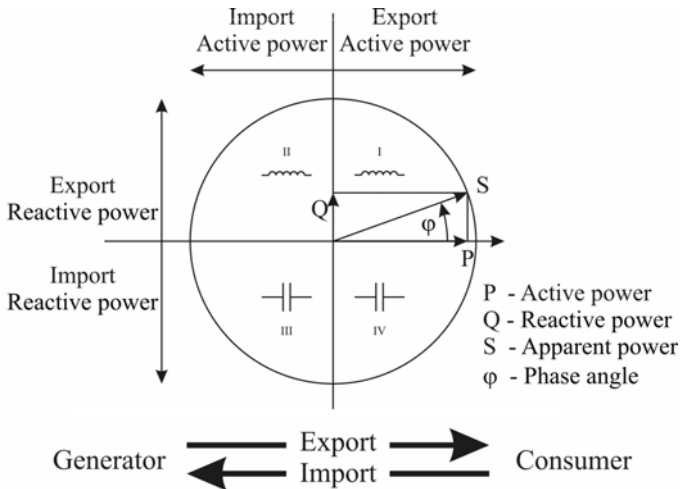 Import
Active power
Export
Active power
II
I
S
Export
Reactive power
Q
φ
P
Import
Reactive power
III
IV
P - Active power
Q - Reactive power
S - Apparent power
φ - Phase angle
Generator
Export
Import
Consumer